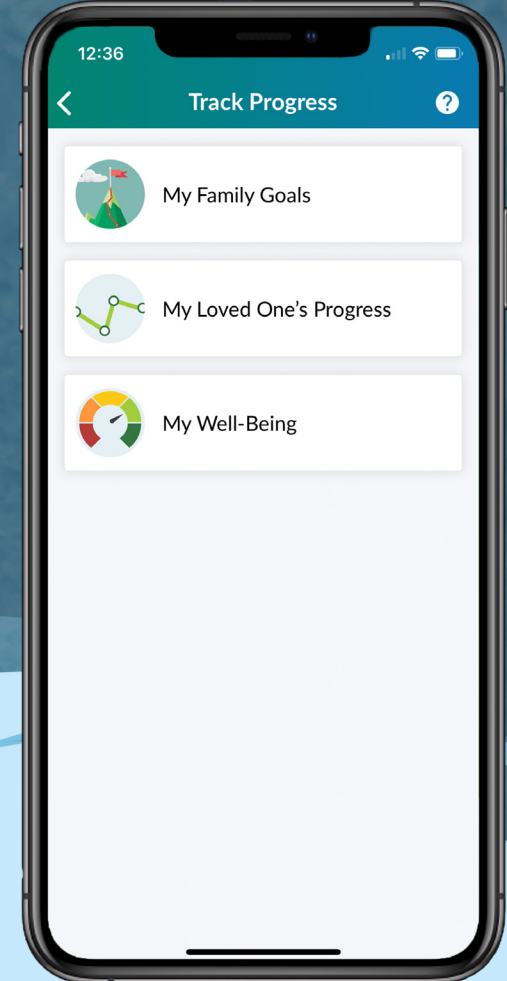 12:36
Track Progress
?
My Family Goals
My Loved One’s Progress
My Well-Being